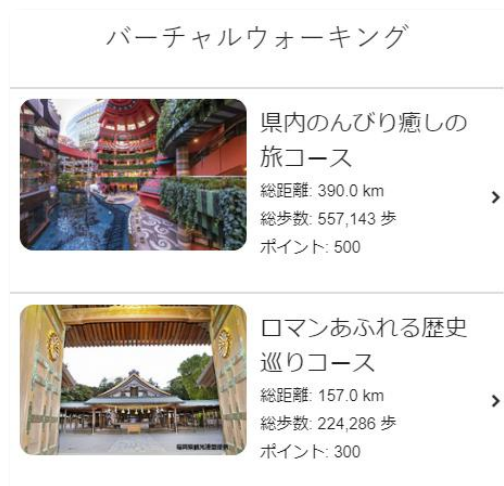 バーチャルウォーキング
県内のんびり癒しの
旅コース
総距離: 390.0 km
総歩数: 557,143 歩
ポイント: 500
ロマンあふれる歴史
巡りコース
総距離: 157.0 km
総歩数: 224,286 歩
ポイント: 300